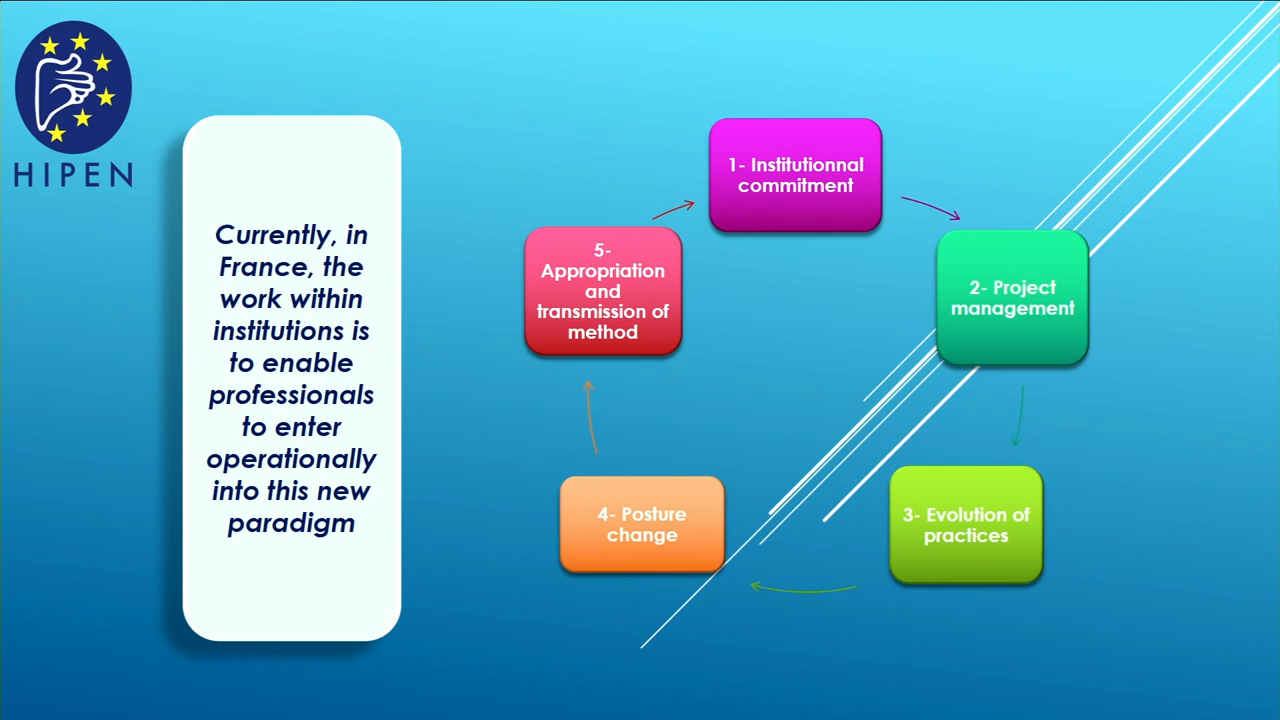 HIPEN
Currently, in
France, the
work within
institutions is
to enable
professionals
to enter
operationally
into this new
paradigm
1- Institutionnal
commitment
2- Project
management
3- Evolution of
practices
4- Posture
change
5-
Appropriation
and
transmission of
method